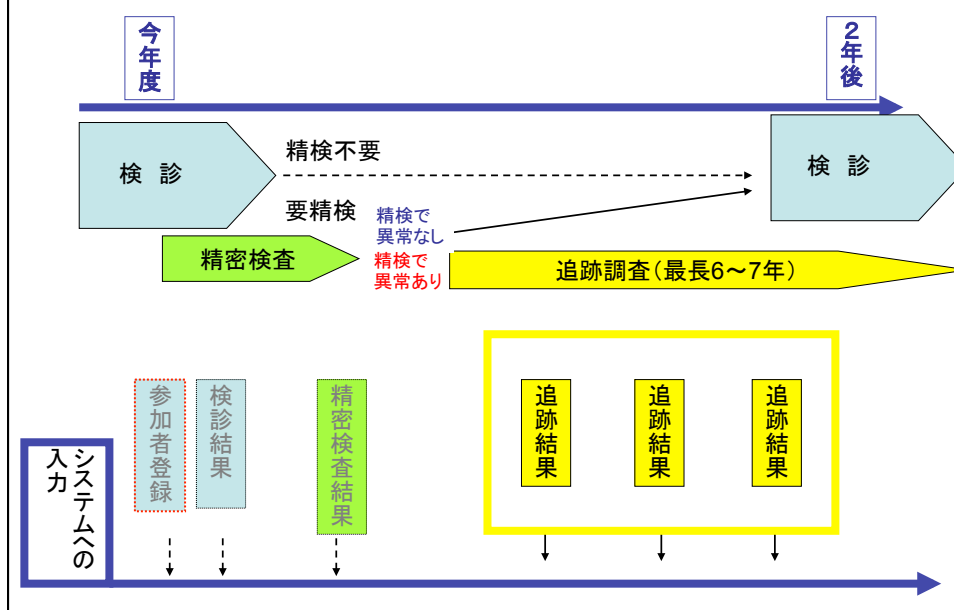 今年度
2年後
検 診
精検不要
検 診
要精検
精検で
異常なし
精密検査
精検で
異常あり
追跡調査(最長6~7年)
参加者登録
検診結果
精密検査結果
追跡結果
追跡結果
追跡結果
システムへの
入力